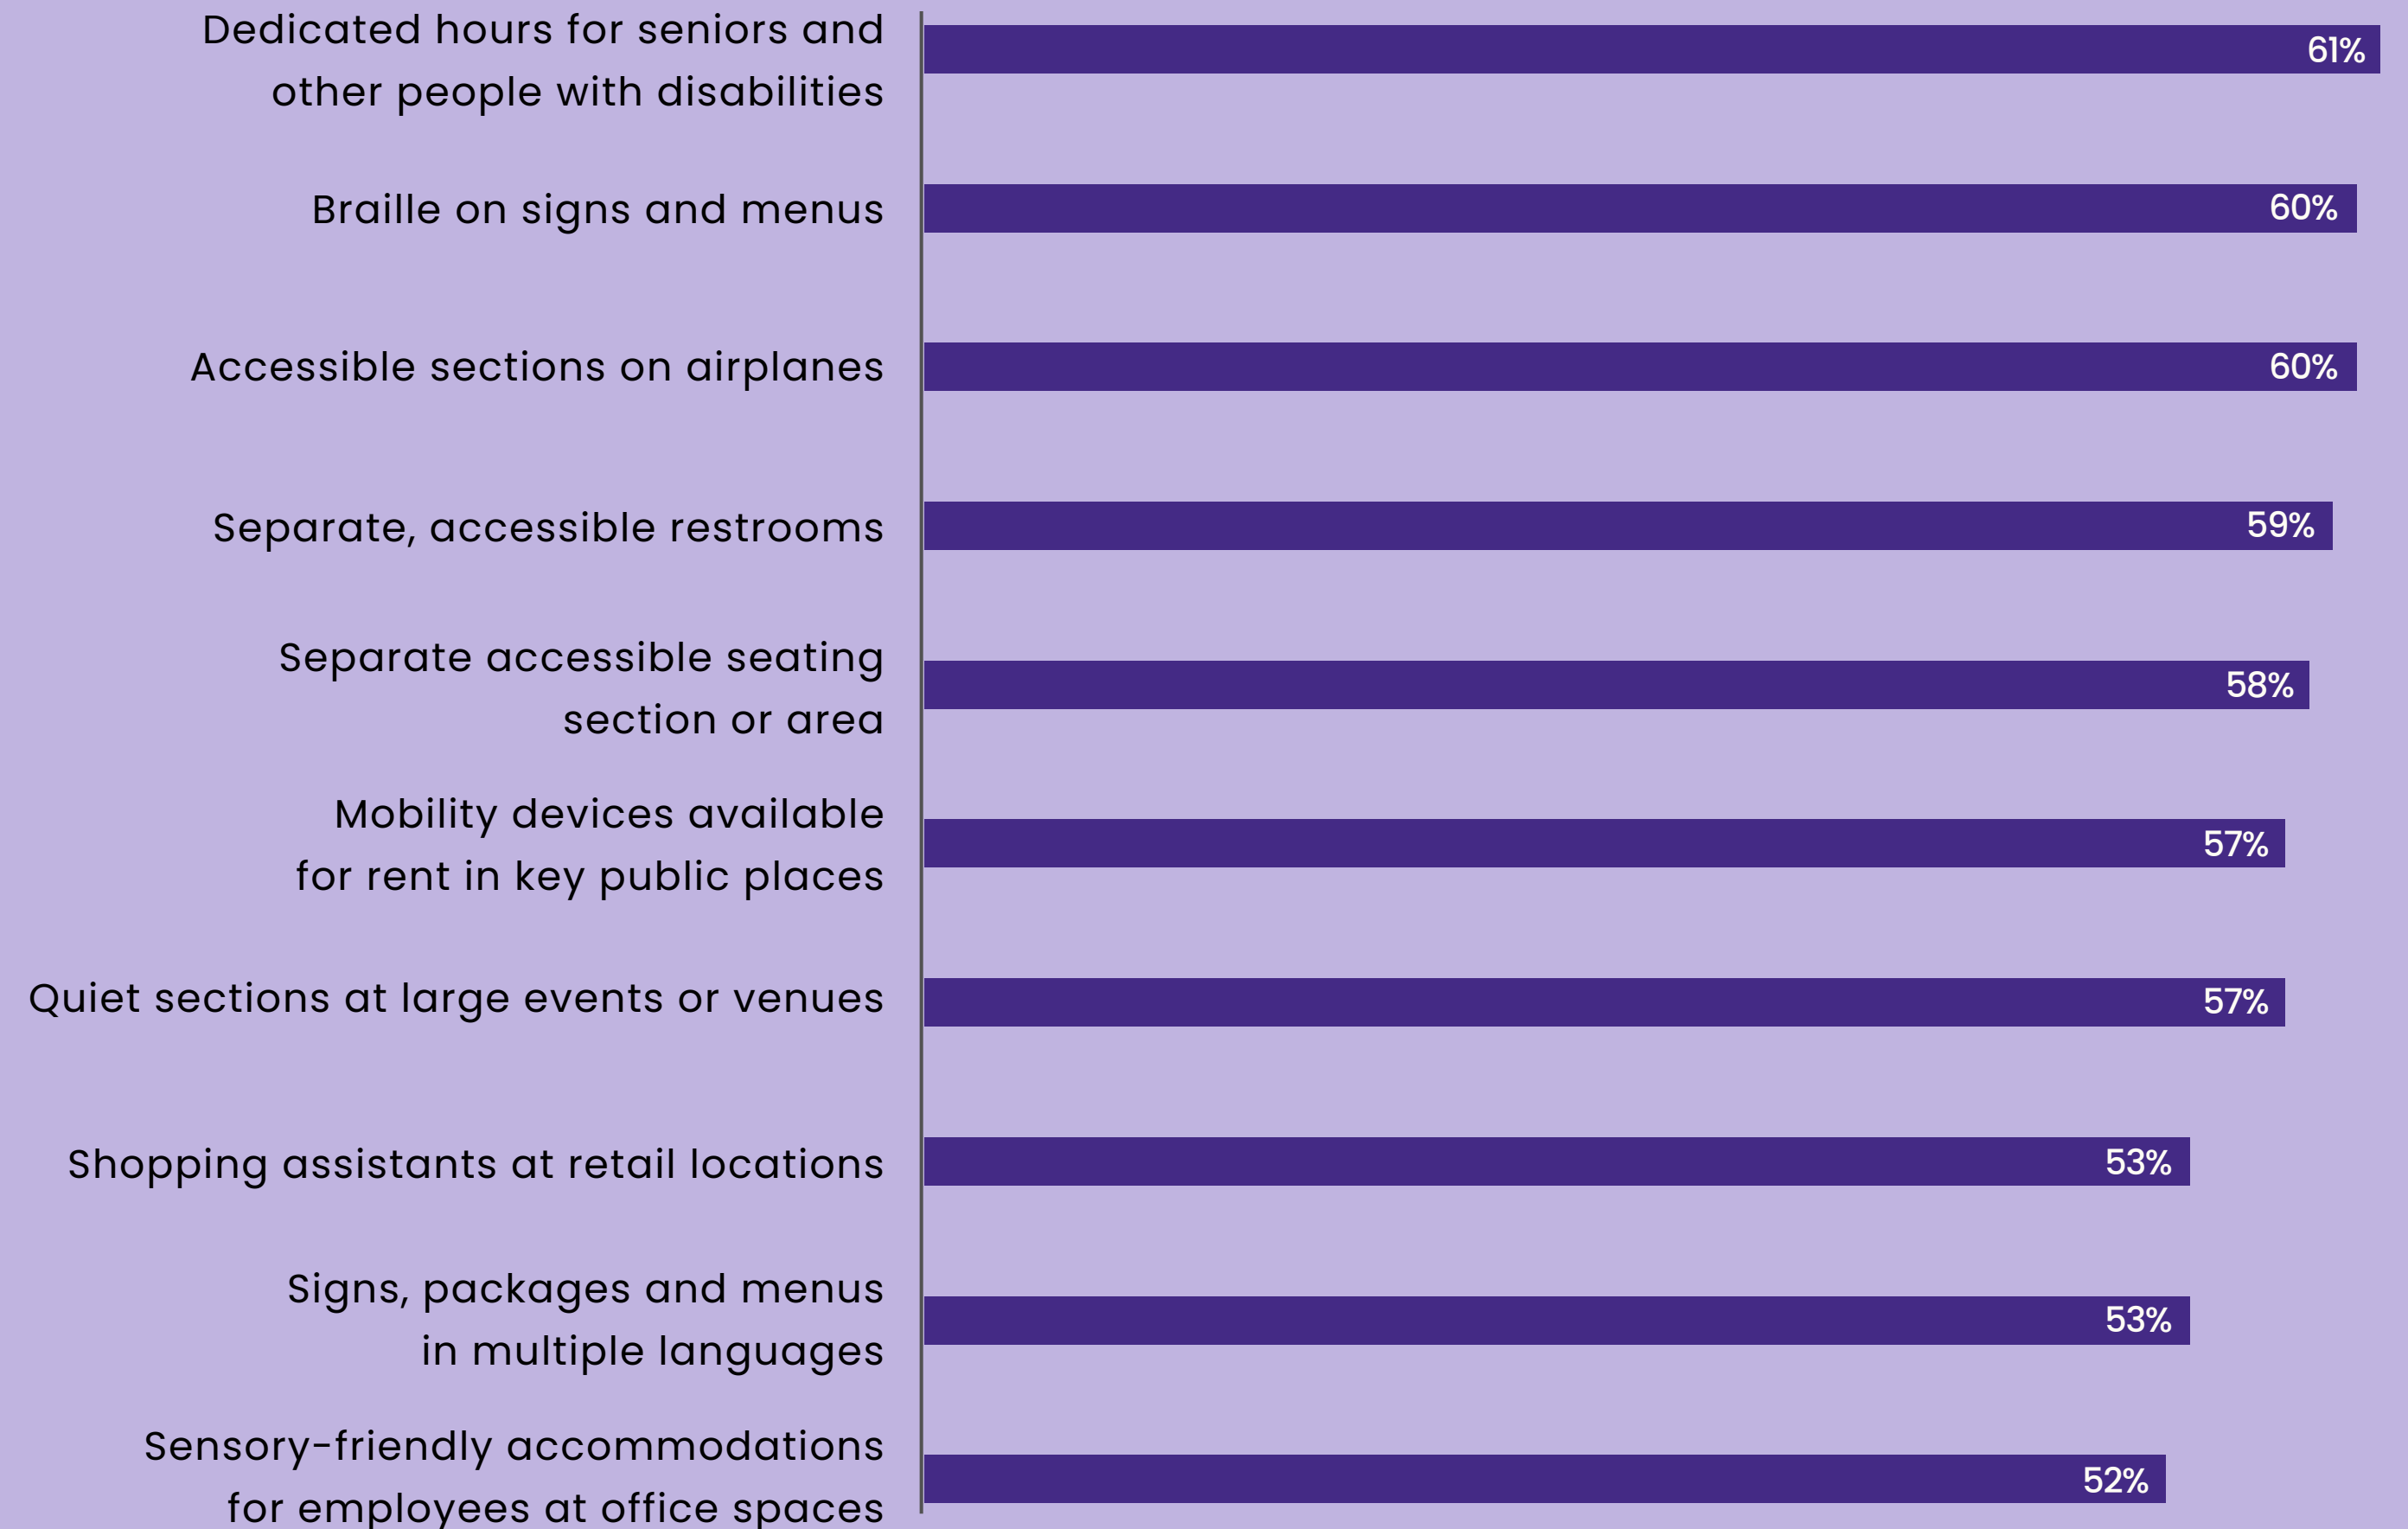 Dedicated hours for seniors and
other people with disabilities
61%
Braille on signs and menus
60%
Accessible sections on airplanes
60%
Separate, accessible restrooms
59%
Separate accessible seating
section or area
58%
Mobility devices available
for rent in key public places
57%
Quiet sections at large events or venues
57%
Shopping assistants at retail locations
53%
Signs, packages and menus
in multiple languages
53%
Sensory-friendly accommodations
for employees at office spaces
52%